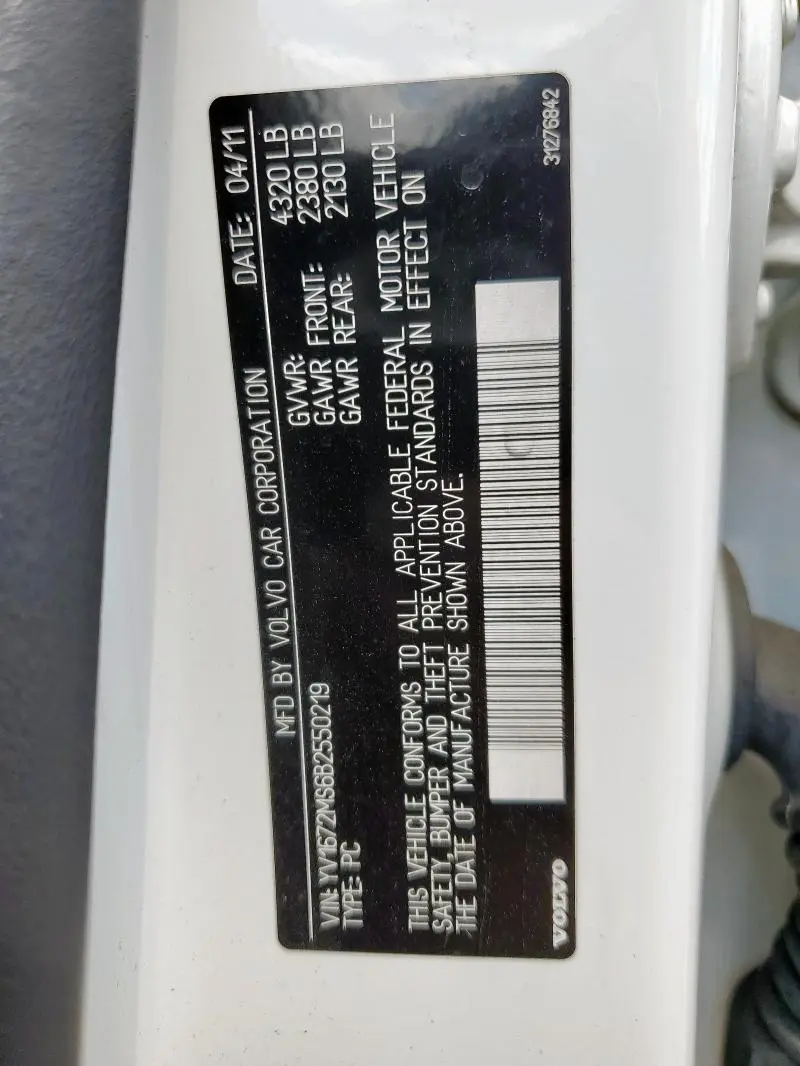 MFD BY VOLVO CAR CORPORATION DATE: 04/11
GVWR: 4320 LB
GAWR FRONT: 2380 LB
GAWR REAR: 2130 LB
VIN: YV1672MS6B2550219
TYPE: PC
THIS VEHICLE CONFORMS TO ALL APPLICABLE FEDERAL MOTOR VEHICLE
SAFETY, BUMPER AND THEFT PREVENTION STANDARDS IN EFFECT ON
THE DATE OF MANUFACTURE SHOWN ABOVE.
VOLVO
31276842